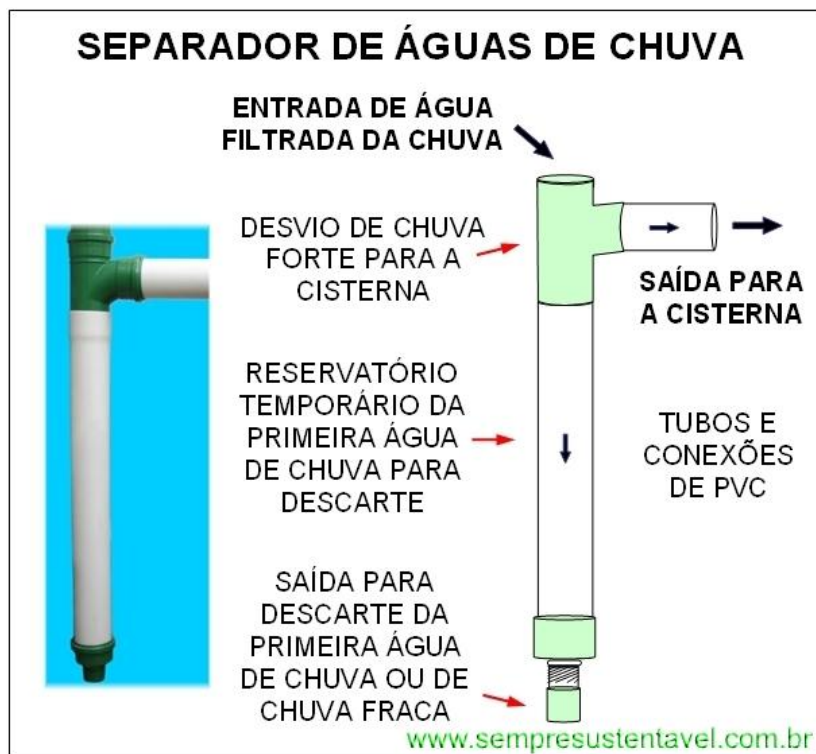 SEPARADOR DE ÁGUAS DE CHUVA
ENTRADA DE ÁGUA
FILTRADA DA CHUVA
DESVIO DE CHUVA
FORTE PARA A
CISTERNA
SAÍDA PARA
A CISTERNA
RESERVATÓRIO
TEMPORÁRIO DA
PRIMEIRA ÁGUA
DE CHUVA PARA
DESCARTE
TUBOS E
CONEXÕES
DE PVC
SAÍDA PARA
DESCARTE DA
PRIMEIRA ÁGUA
DE CHUVA OU DE
CHUVA FRACA
www.sempresustentavel.com.br